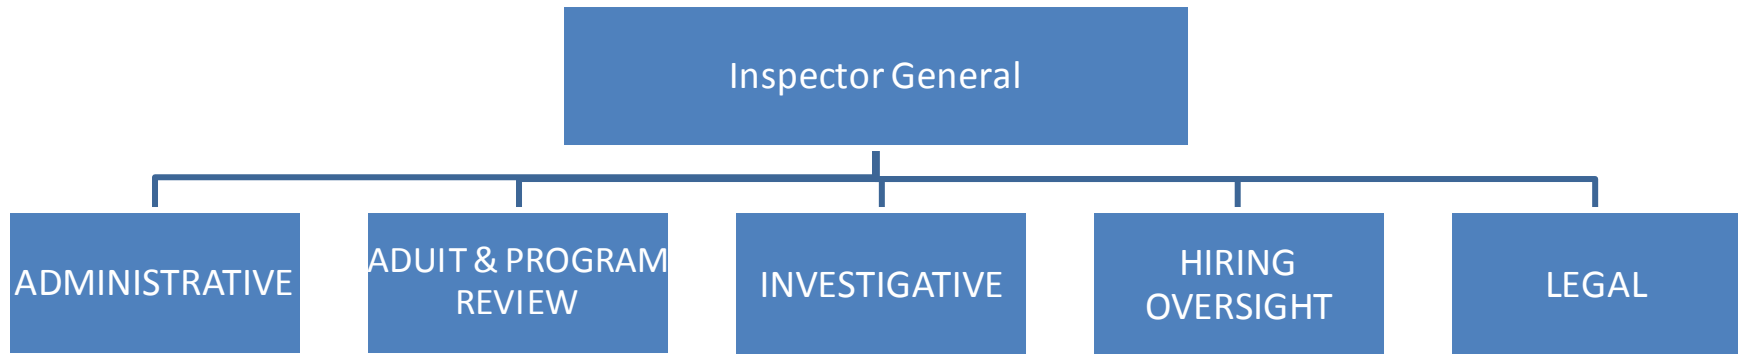 Inspector General
ADMINISTRATIVE
ADUIT & PROGRAM
REVIEW
INVESTIGATIVE
HIRING
OVERSIGHT
LEGAL